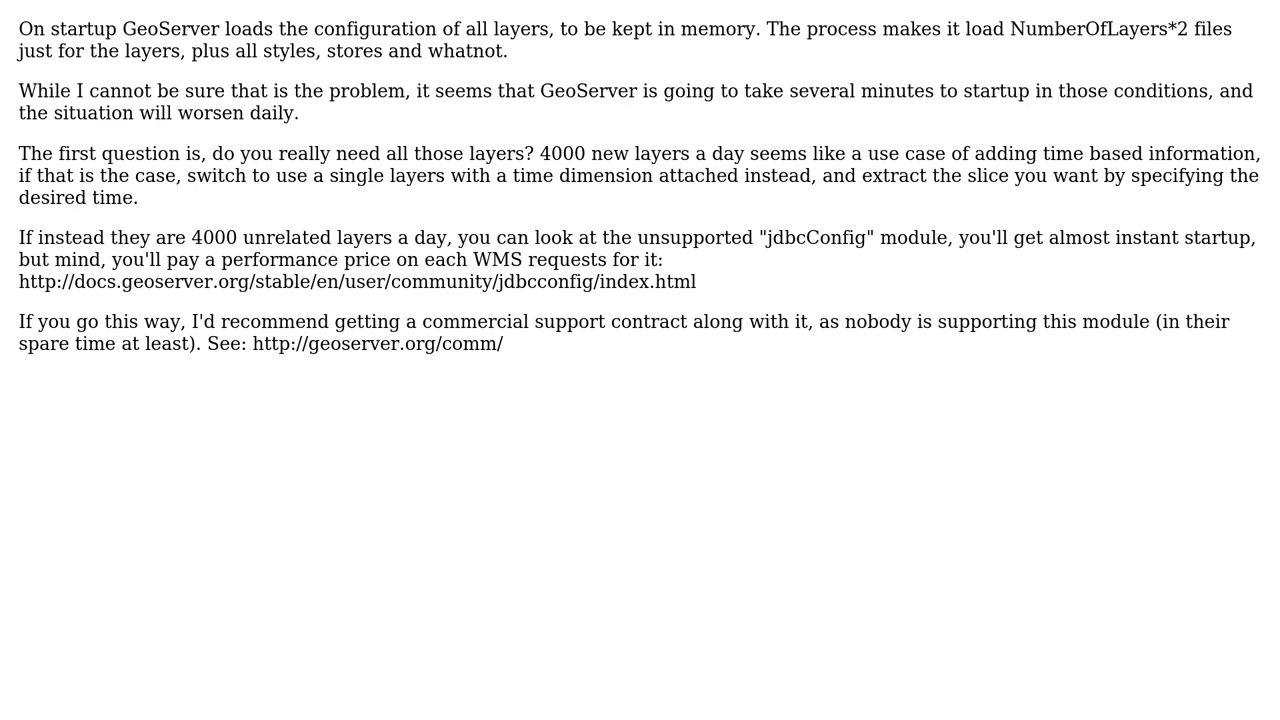 On startup GeoServer loads the configuration of all layers, to be kept in memory. The process makes it load NumberOfLayers*2 files
just for the layers, plus all styles, stores and whatnot.
While I cannot be sure that is the problem, it seems that GeoServer is going to take several minutes to startup in those conditions, and
the situation will worsen daily.
The first question is, do you really need all those layers? 4000 new layers a day seems like a use case of adding time based information,
if that is the case, switch to use a single layers with a time dimension attached instead, and extract the slice you want by specifying the
desired time.
If instead they are 4000 unrelated layers a day, you can look at the unsupported "jdbcConfig" module, you'll get almost instant startup,
but mind, you'll pay a performance price on each WMS requests for it:
http://docs.geoserver.org/stable/en/user/community/jdbcconfig/index.html
If you go this way, I'd recommend getting a commercial support contract along with it, as nobody is supporting this module (in their
spare time at least). See: http://geoserver.org/comm/